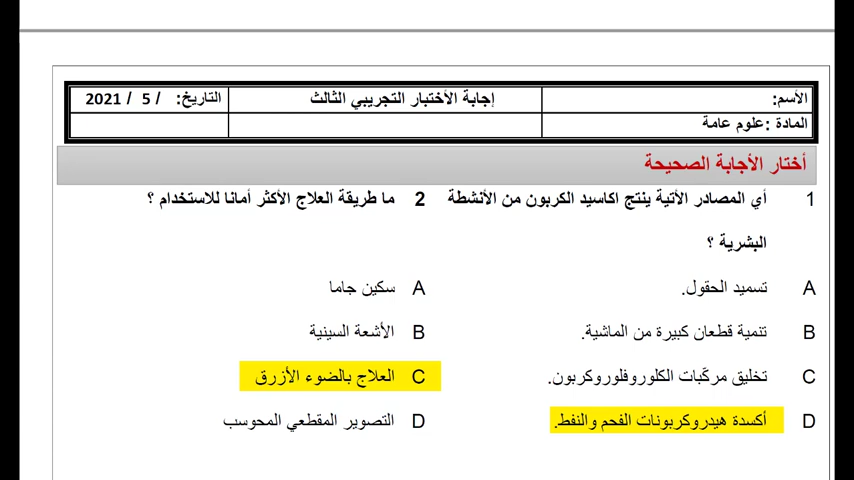 الأسم: إجابة الأختبار التجريبي الثالث التاريخ: / 5 / 2021
المادة :علوم عامة
أختار الأجابة الصحيحة
1 أي المصادر الأتية ينتج اكاسيد الكربون من الأنشطة
البشرية ؟
A تسميد الحقول.
B تنمية قطعان كبيرة من الماشية.
C تخليق مركّبات الكلوروفلوروكربون.
D أكسدة هيدروكربونات الفحم والنفط.
2 ما طريقة العلاج الأكثر أمانا للاستخدام ؟
A سكين جاما
B الأشعة السينية
C العلاج بالضوء الأزرق
D التصوير المقطعي المحوسب